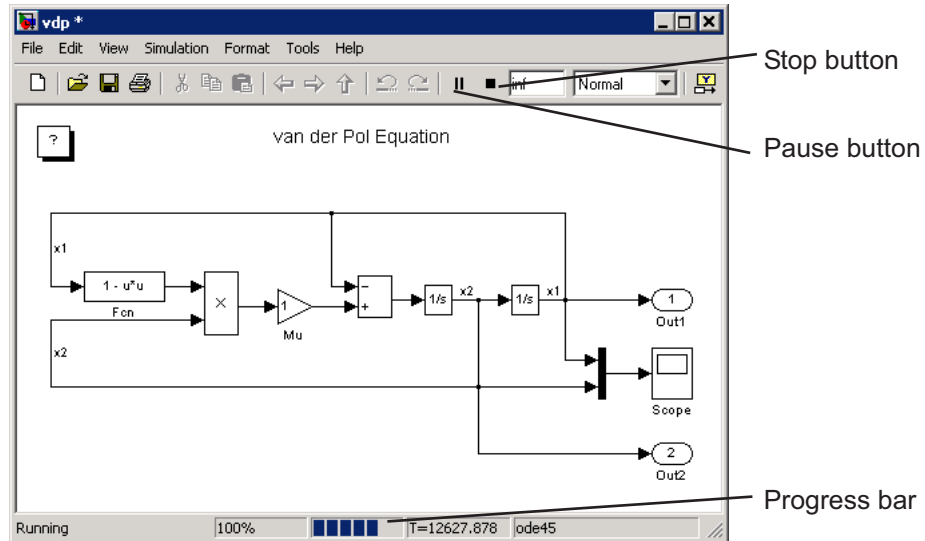 vdp *
File Edit View Simulation Format Tools Help
Stop button
inf Normal
Pause button
?
van der Pol Equation
x1
1 - u*u
Fcn
×
1
Mu
−
+
1/s
x2
1/s
x1
1
Out1
x2
Scope
2
Out2
Progress bar
Running 100% T=12627.878 ode45